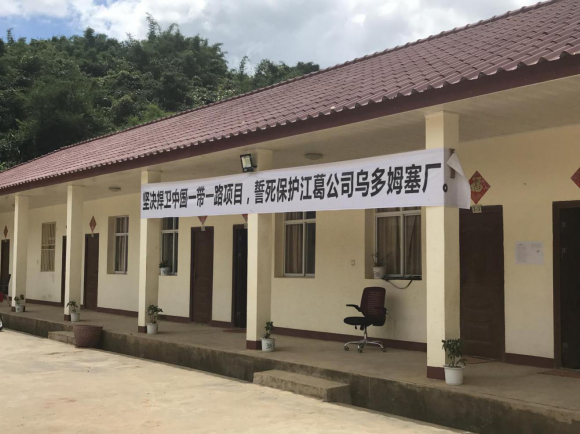 坚决捍卫中国一带一路项目，誓死保护江葛公司乌多姆塞厂。
福